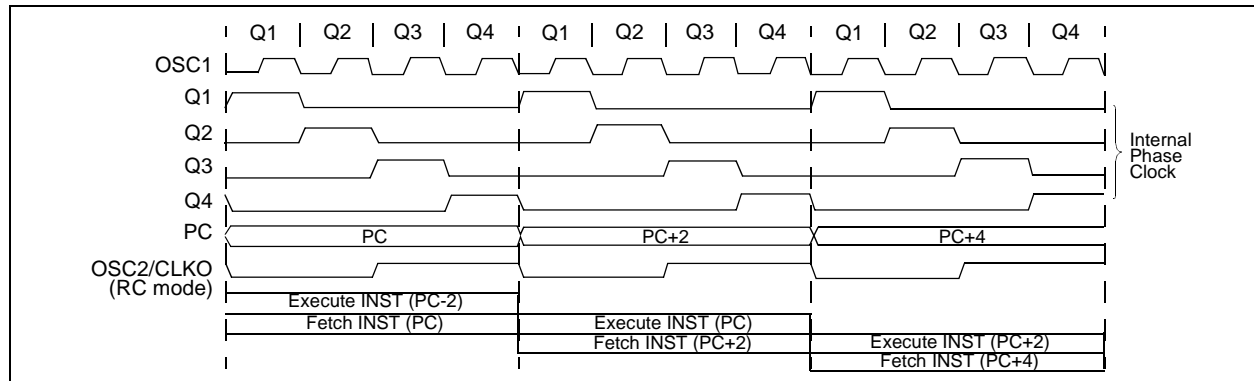 Q1 Q2 Q3 Q4 Q1 Q2 Q3 Q4 Q1 Q2 Q3 Q4
OSC1
Q1
Q2
Q3
Q4
Internal
Phase
Clock
PC PC PC+2 PC+4
OSC2/CLKO
(RC mode)
Execute INST (PC-2)
Fetch INST (PC) Execute INST (PC)
Fetch INST (PC+2) Execute INST (PC+2)
Fetch INST (PC+4)